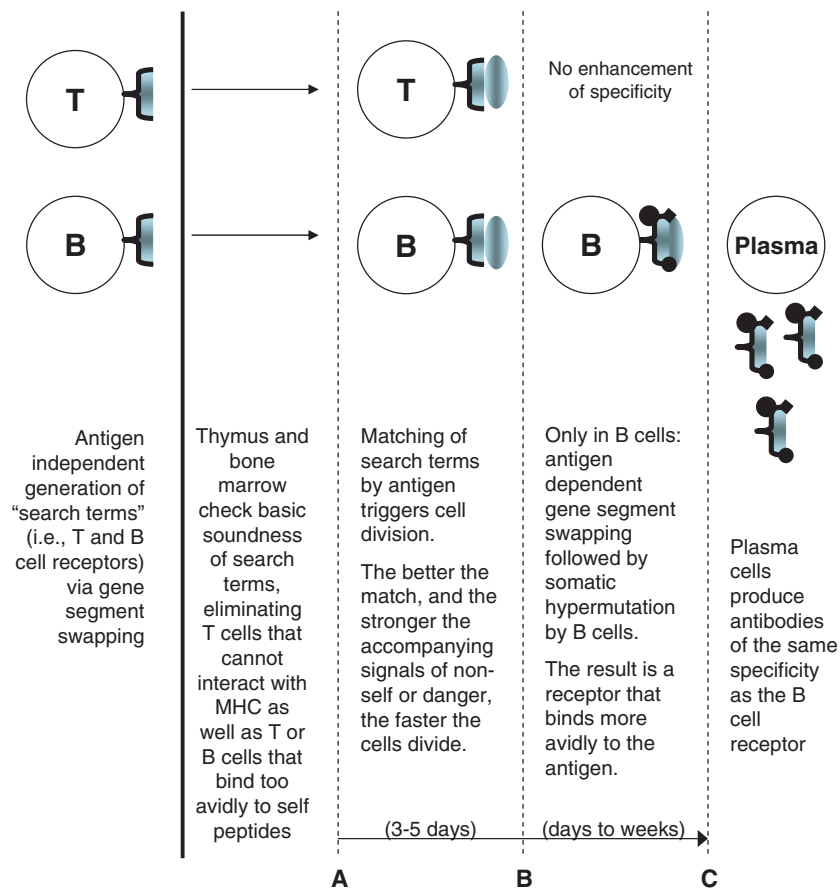 T
T
No enhancement
of specificity
B
B
B
Plasma
Antigen
independent
generation of
“search terms”
(i.e., T and B
cell receptors)
via gene
segment
swapping
Thymus and
bone
marrow
check basic
soundness
of search
terms,
eliminating
T cells that
cannot
interact with
MHC as
well as T or
B cells that
bind too
avidly to self
peptides
Matching of
search terms
by antigen
triggers cell
division.
The better the
match, and the
stronger the
accompanying
signals of non-
self or danger,
the faster the
cells divide.
Only in B cells:
antigen
dependent
gene segment
swapping
followed by
somatic
hypermutation
by B cells.
The result is a
receptor that
binds more
avidly to the
antigen.
Plasma
cells
produce
antibodies
of the same
specificity
as the B
cell
receptor
(3-5 days)
(days to weeks)
A
B
C